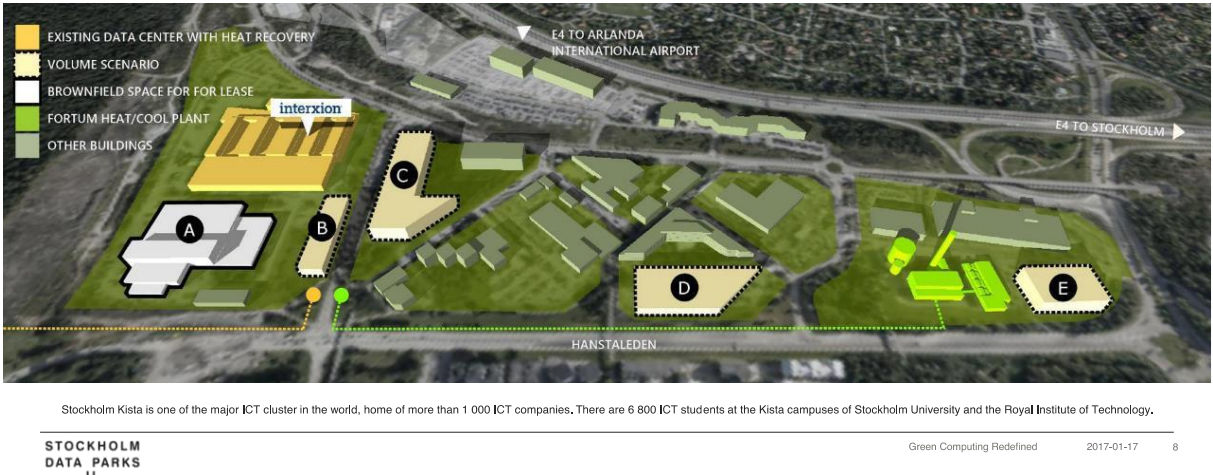 EXISTING DATA CENTER WITH HEAT RECOVERY
VOLUME SCENARIO
BROWNFIELD SPACE FOR FOR LEASE
FORTUM HEAT/COOL PLANT
OTHER BUILDINGS
E4 TO ARLANDA
INTERNATIONAL AIRPORT
E4 TO STOCKHOLM
interxion
A
B
C
D
E
HANSTALEDEN
Stockholm Kista is one of the major ICT cluster in the world, home of more than 1 000 ICT companies. There are 6 800 ICT students at the Kista campuses of Stockholm University and the Royal Institute of Technology.
STOCKHOLM
DATA PARKS
Green Computing Redefined 2017-01-17 8